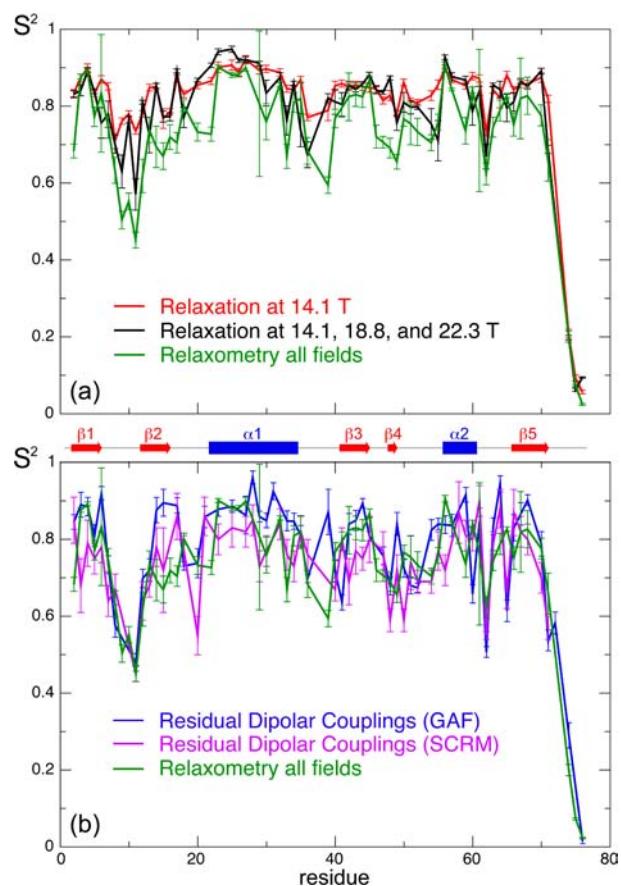 S²
1
0.8
0.6
0.4
0.2
0
Relaxation at 14.1 T
Relaxation at 14.1, 18.8, and 22.3 T
Relaxometry all fields
(a)
β1 β2 α1 β3 β4 α2 β5
S²
1
0.8
0.6
0.4
0.2
0
Residual Dipolar Couplings (GAF)
Residual Dipolar Couplings (SCRM)
Relaxometry all fields
(b)
0 20 40 60 80
residue